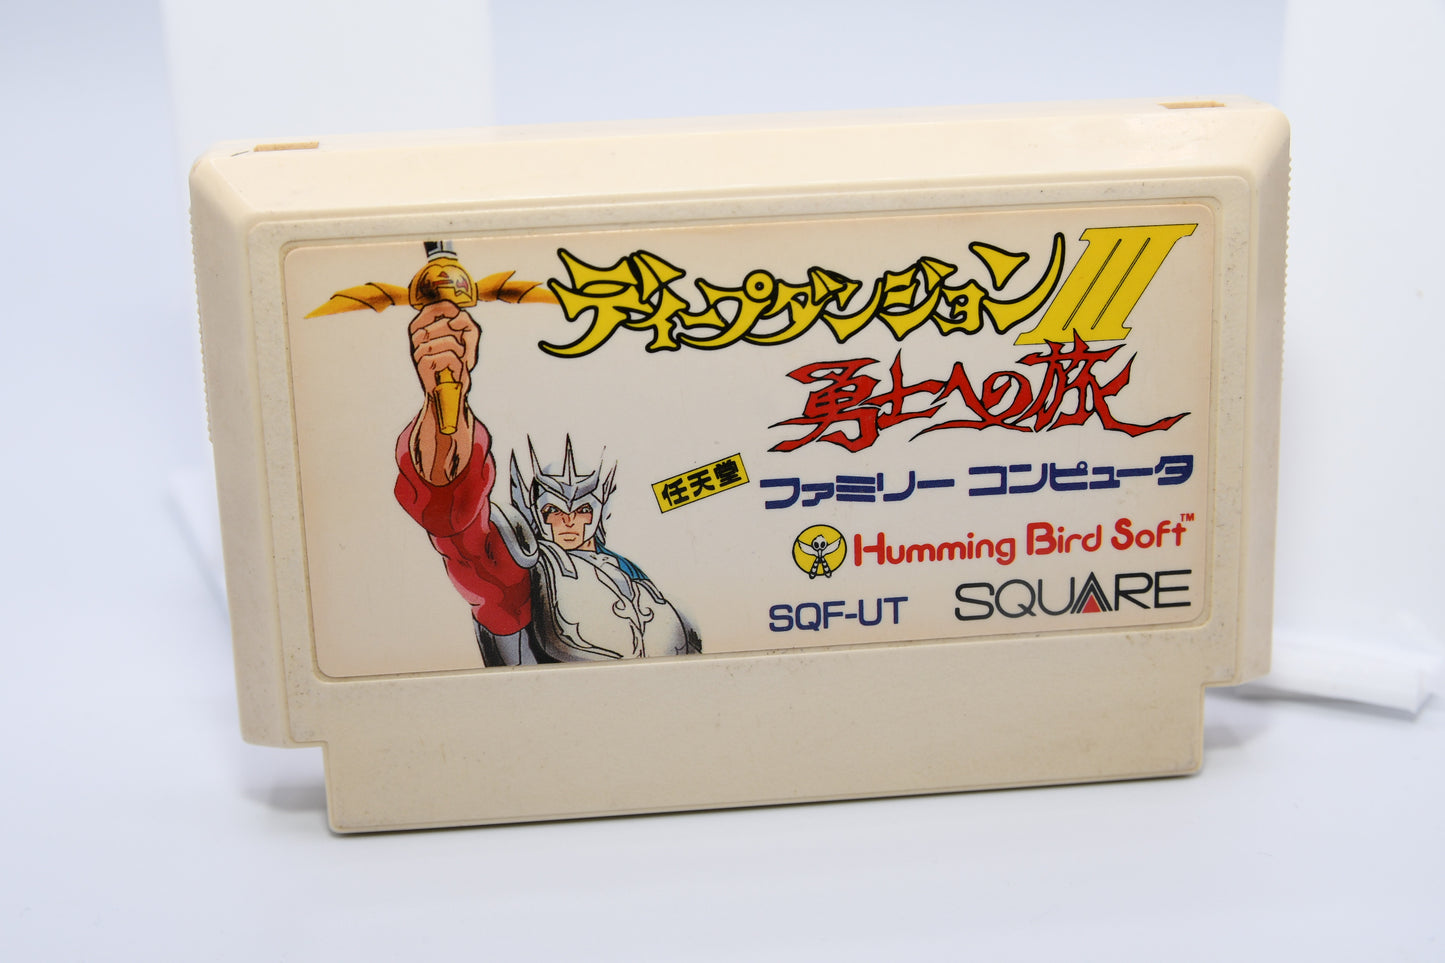 ディープダンジョンIII
勇士への旅
任天堂 ファミリー コンピュータ
Humming Bird Soft™
SQF-UT SQUARE